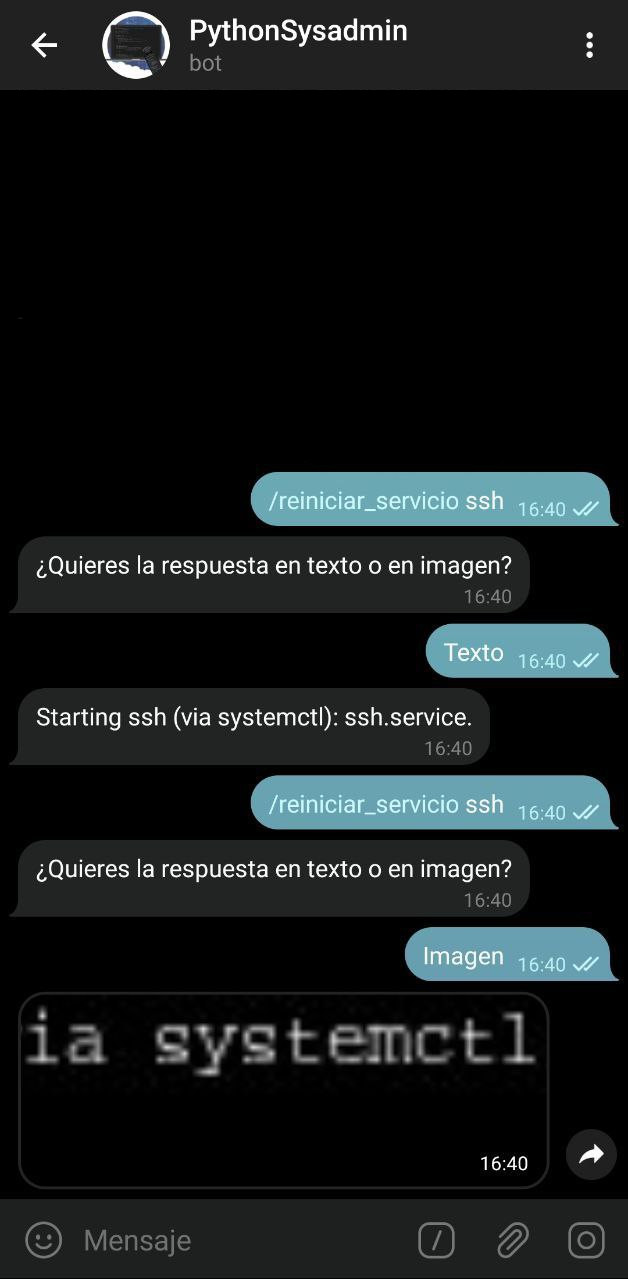 PythonSysadmin
bot
/reiniciar_servicio ssh 16:40
¿Quieres la respuesta en texto o en imagen?
16:40
Texto 16:40
Starting ssh (via systemctl): ssh.service.
16:40
/reiniciar_servicio ssh 16:40
¿Quieres la respuesta en texto o en imagen?
16:40
Imagen 16:40
ia systemctl
16:40
Mensaje